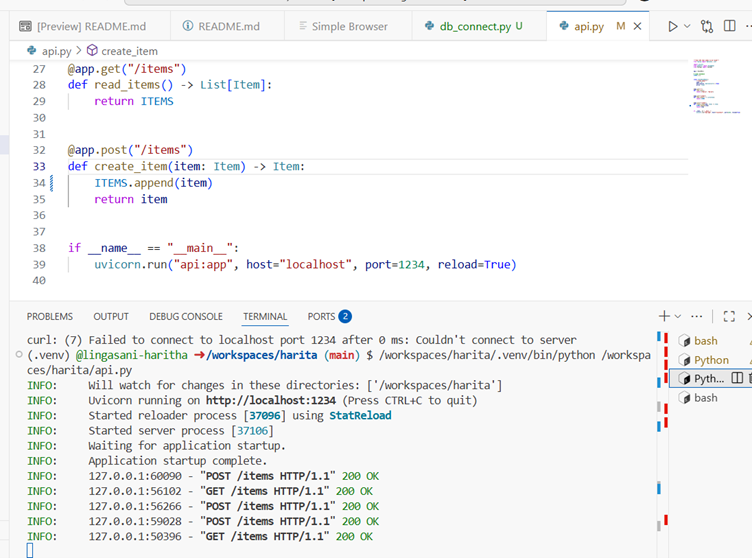 [Preview] README.md README.md Simple Browser db_connect.py U api.py M
api.py > create_item
27 @app.get("/items")
28 def read_items() -> List[Item]:
29 return ITEMS
30
31
32 @app.post("/items")
33 def create_item(item: Item) -> Item:
34 ITEMS.append(item)
35 return item
36
37
38 if __name__ == "__main__":
39 uvicorn.run("api:app", host="localhost", port=1234, reload=True)
40
PROBLEMS OUTPUT DEBUG CONSOLE TERMINAL PORTS 2
curl: (7) Failed to connect to localhost port 1234 after 0 ms: Couldn't connect to server
(.venv) @lingasani-haritha ➜/workspaces/harita (main) $ /workspaces/harita/.venv/bin/python /workspa
ces/harita/api.py
INFO: Will watch for changes in these directories: ['/workspaces/harita']
INFO: Uvicorn running on http://localhost:1234 (Press CTRL+C to quit)
INFO: Started reloader process [37096] using StatReload
INFO: Started server process [37106]
INFO: Waiting for application startup.
INFO: Application startup complete.
INFO: 127.0.0.1:60090 - "POST /items HTTP/1.1" 200 OK
INFO: 127.0.0.1:56102 - "GET /items HTTP/1.1" 200 OK
INFO: 127.0.0.1:56266 - "POST /items HTTP/1.1" 200 OK
INFO: 127.0.0.1:59028 - "POST /items HTTP/1.1" 200 OK
INFO: 127.0.0.1:50396 - "GET /items HTTP/1.1" 200 OK
bash
Python
Pyth...
bash